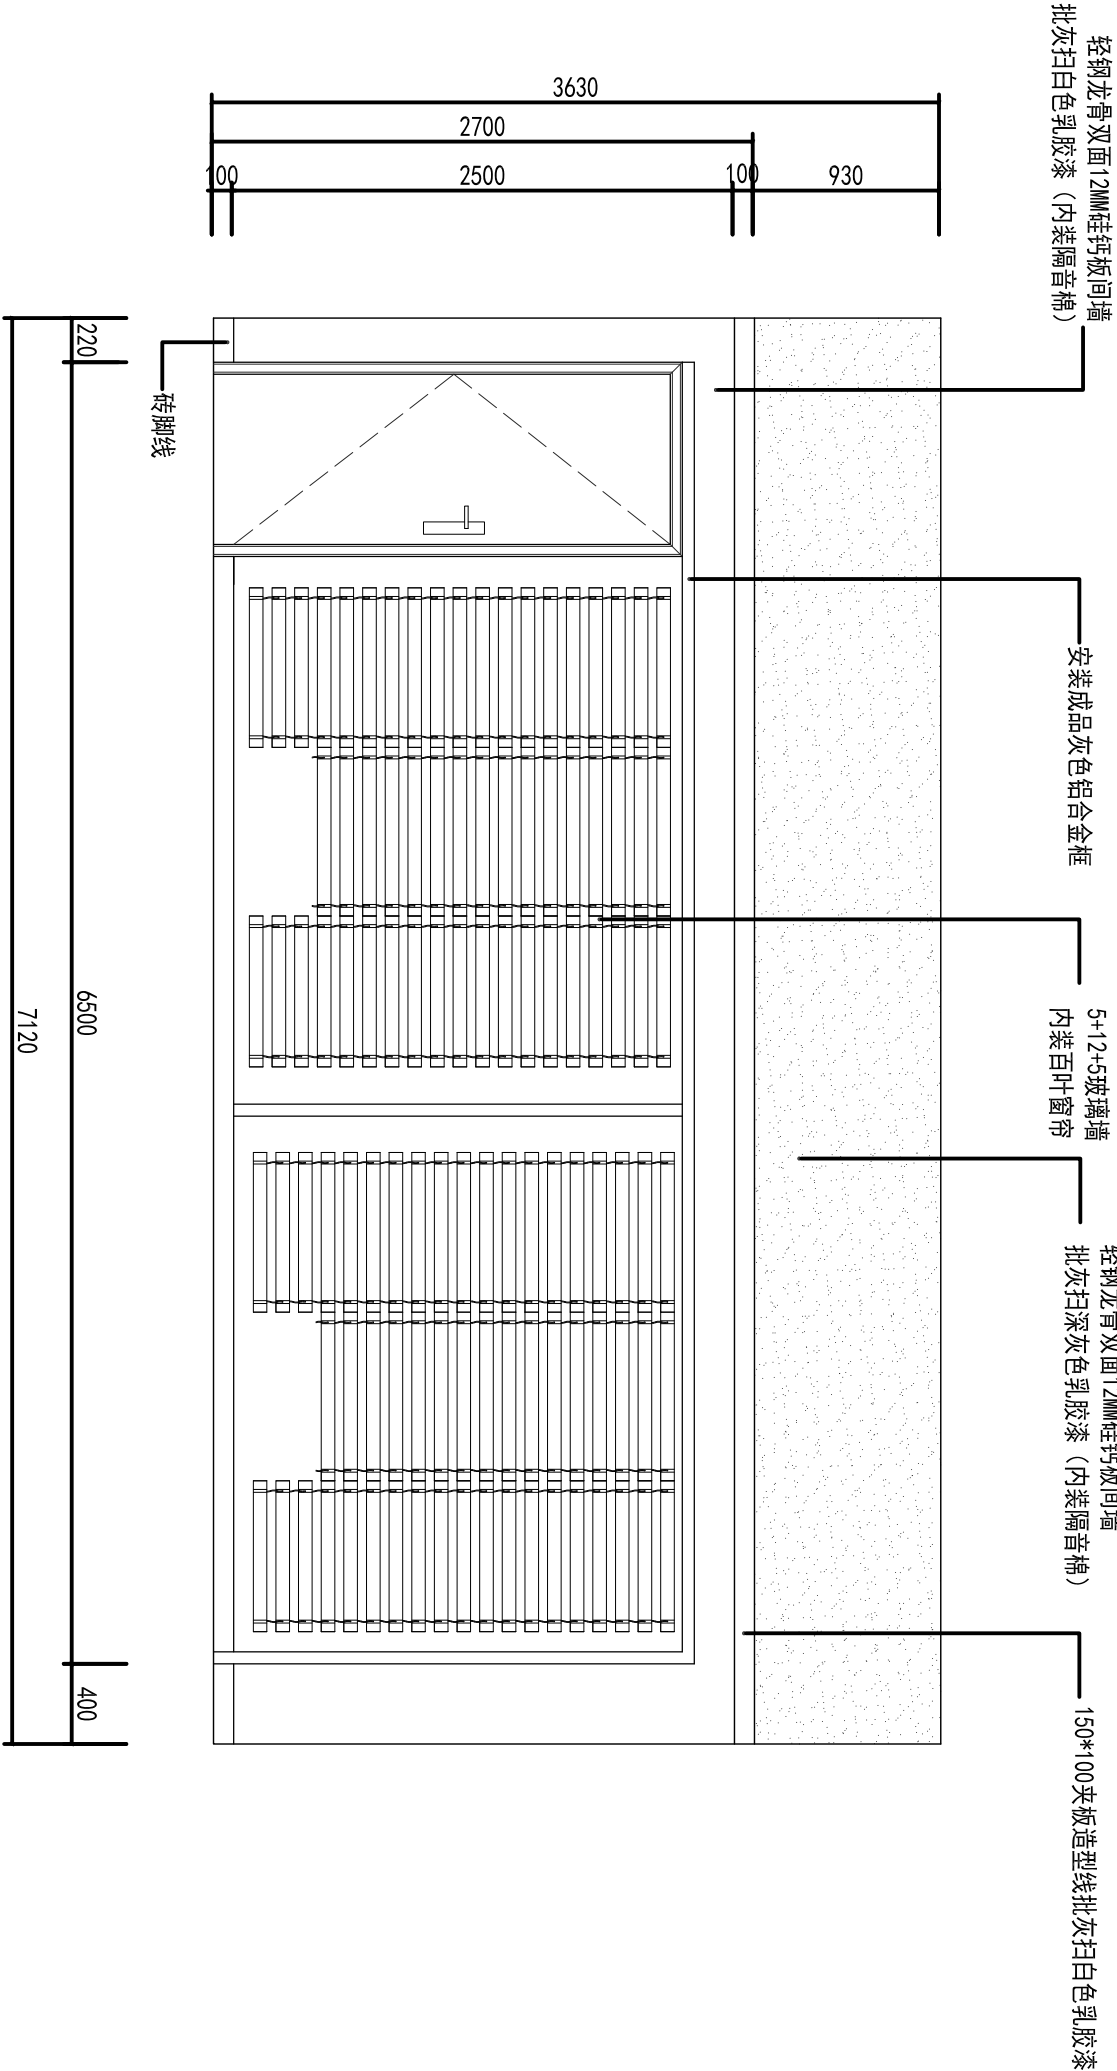 轻钢龙骨双面12MM硅钙板间墙
批灰扫白色乳胶漆（内装隔音棉）
安装成品灰色铝合金框
5+12+5玻璃墙
内装百叶窗帘
轻钢龙骨双面12MM硅钙板间墙
批灰扫深灰色乳胶漆（内装隔音棉）
150*100夹板造型线批灰扫白色乳胶漆
3630
2700
100
2500
100
930
砖脚线
220
6500
400
7120